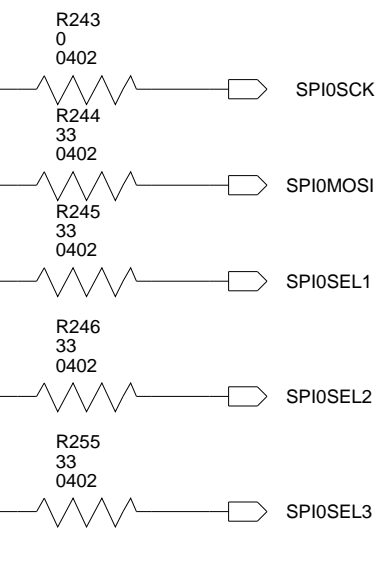 R243
0
0402
SPI0SCK
R244
33
0402
SPI0MOSI
R245
33
0402
SPI0SEL1
R246
33
0402
SPI0SEL2
R255
33
0402
SPI0SEL3